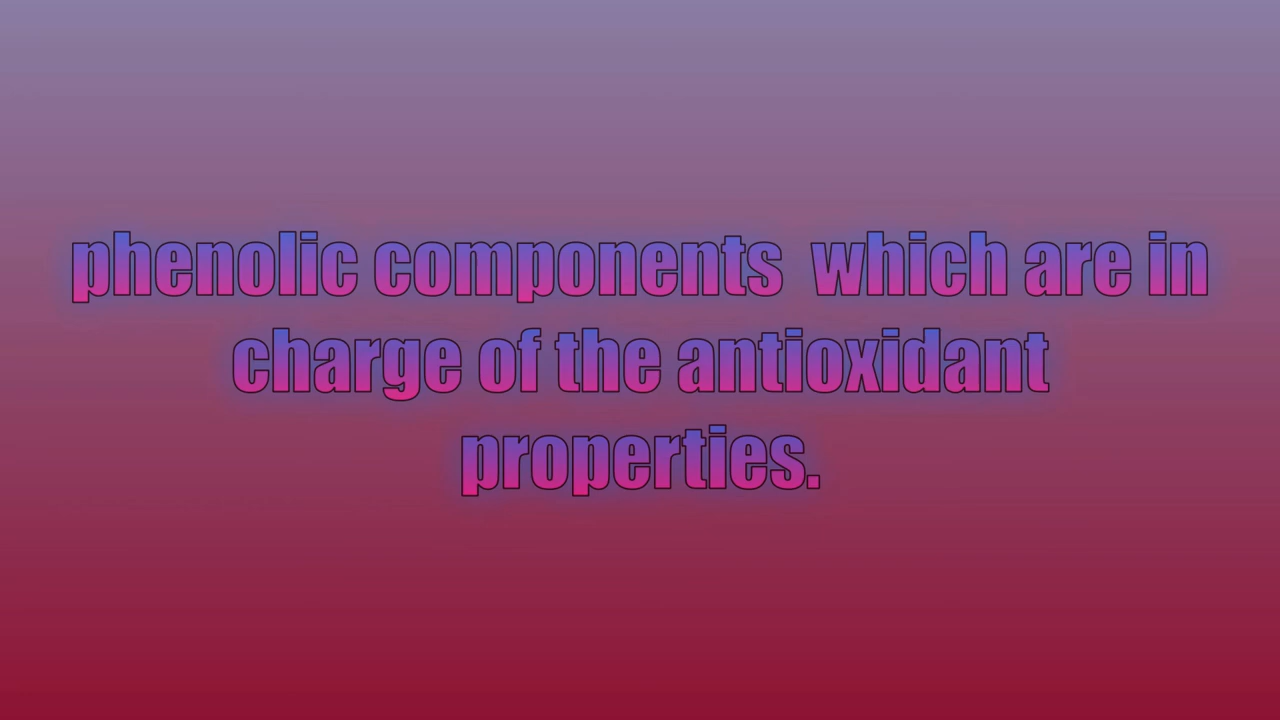 phenolic components  which are in
charge of the antioxidant
properties.